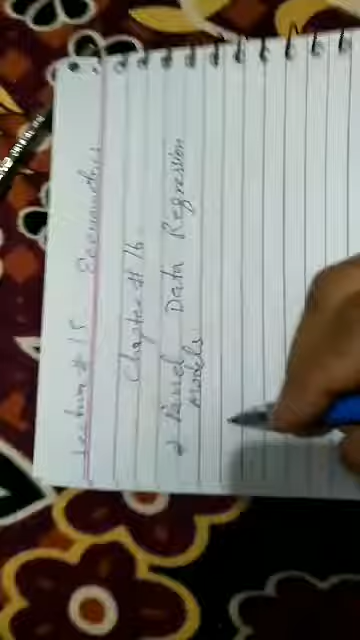 Lecture # 15 Econometrics
Chapter # 16.
Panel Data Regression
Models.